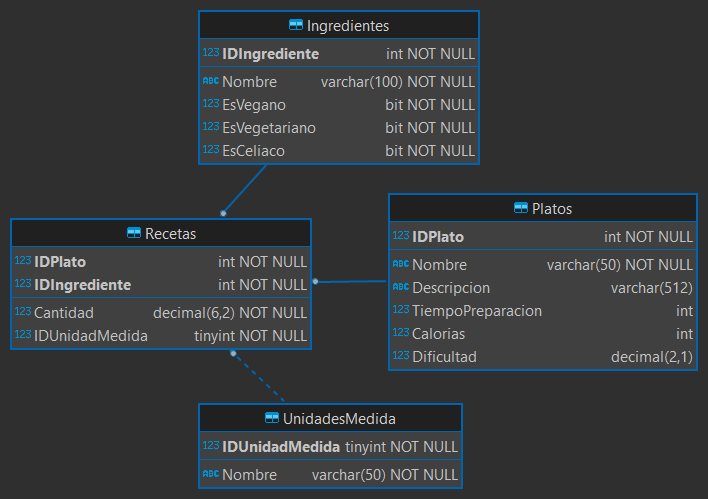 Ingredientes
123 IDIngrediente int NOT NULL
ABC Nombre varchar(100) NOT NULL
123 EsVegano bit NOT NULL
123 EsVegetariano bit NOT NULL
123 EsCeliaco bit NOT NULL
Recetas
123 IDPlato int NOT NULL
123 IDIngrediente int NOT NULL
123 Cantidad decimal(6,2) NOT NULL
123 IDUnidadMedida tinyint NOT NULL
Platos
123 IDPlato int NOT NULL
ABC Nombre varchar(50) NOT NULL
ABC Descripcion varchar(512)
123 TiempoPreparacion int
123 Calorias int
123 Dificultad decimal(2,1)
UnidadesMedida
123 IDUnidadMedida tinyint NOT NULL
ABC Nombre varchar(50) NOT NULL